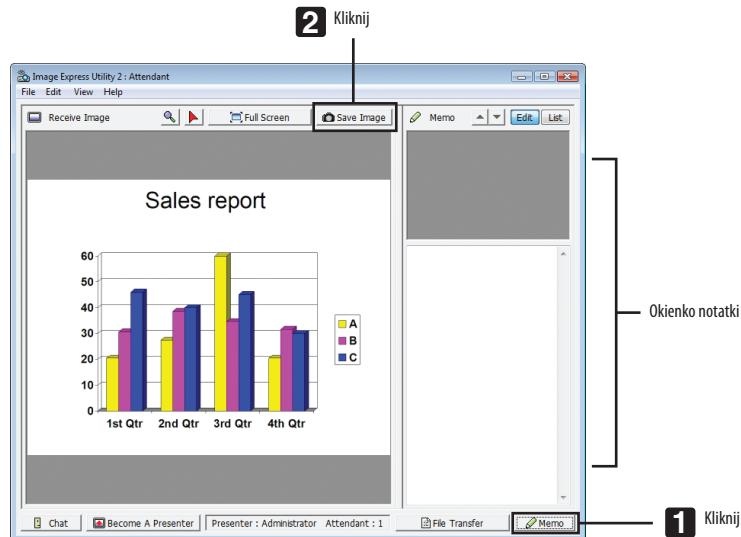 2 Kliknij
Image Express Utility 2 : Attendant
File Edit View Help
Receive Image Full Screen Save Image Memo Edit List
Sales report
60
50
40
30
20
10
0
1st Qtr 2nd Qtr 3rd Qtr 4th Qtr
A
B
C
Okienko notatki
Chat Become A Presenter Presenter : Administrator Attendant : 1 File Transfer Memo
1 Kliknij